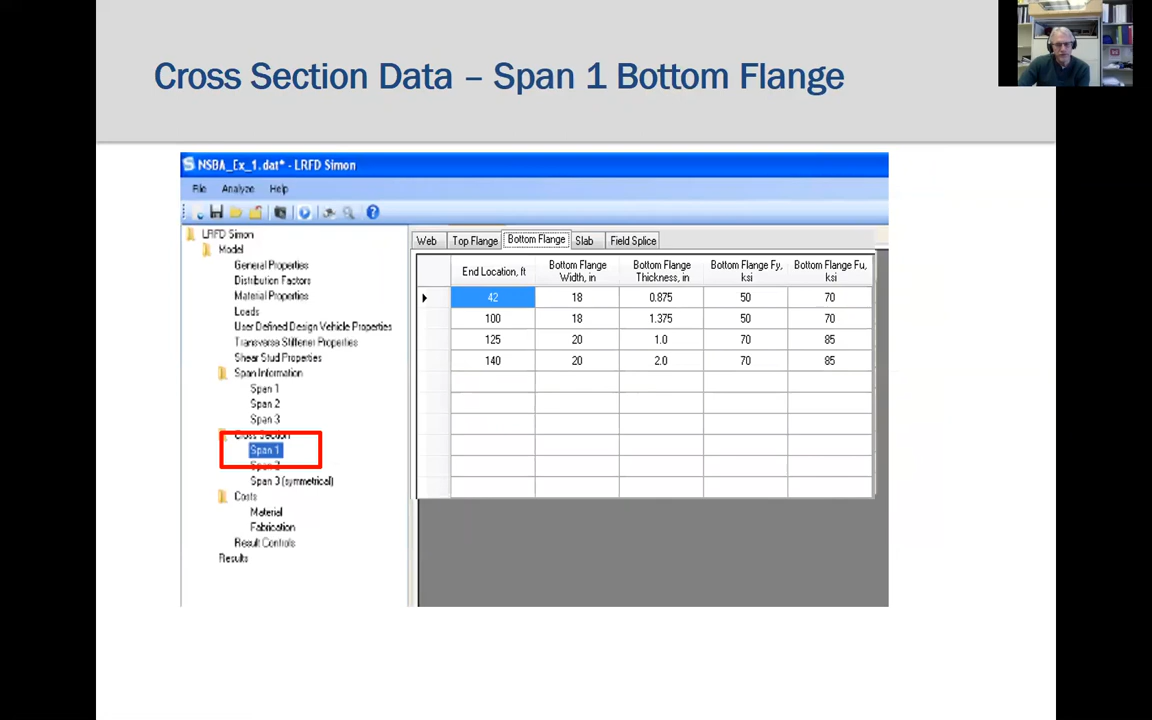 Cross Section Data – Span 1 Bottom Flange
NSBA_Ex_1.dat* - LRFD Simon
File Analyze Help
LRFD Simon
Model
General Properties
Distribution Factors
Material Properties
Loads
User Defined Design Vehicle Properties
Transverse Stiffener Properties
Shear Stud Properties
Span Information
Span 1
Span 2
Span 3
Cross Section
Span 1
Span 2
Span 3 (symmetrical)
Costs
Material
Fabrication
Result Controls
Results
Web Top Flange Bottom Flange Slab Field Splice
End Location, ft Bottom Flange Width, in Bottom Flange Thickness, in Bottom Flange Fy, ksi Bottom Flange Fu, ksi
42 18 0.875 50 70
100 18 1.375 50 70
125 20 1.0 70 85
140 20 2.0 70 85